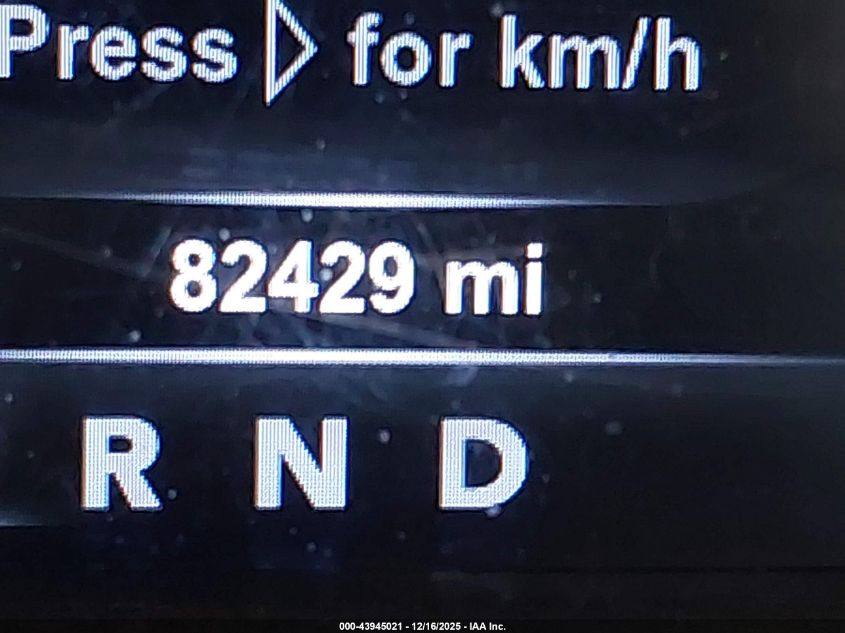 Press ▷ for km/h
82429 mi
R N D
000-43945021 - 12/16/2025 - IAA Inc.